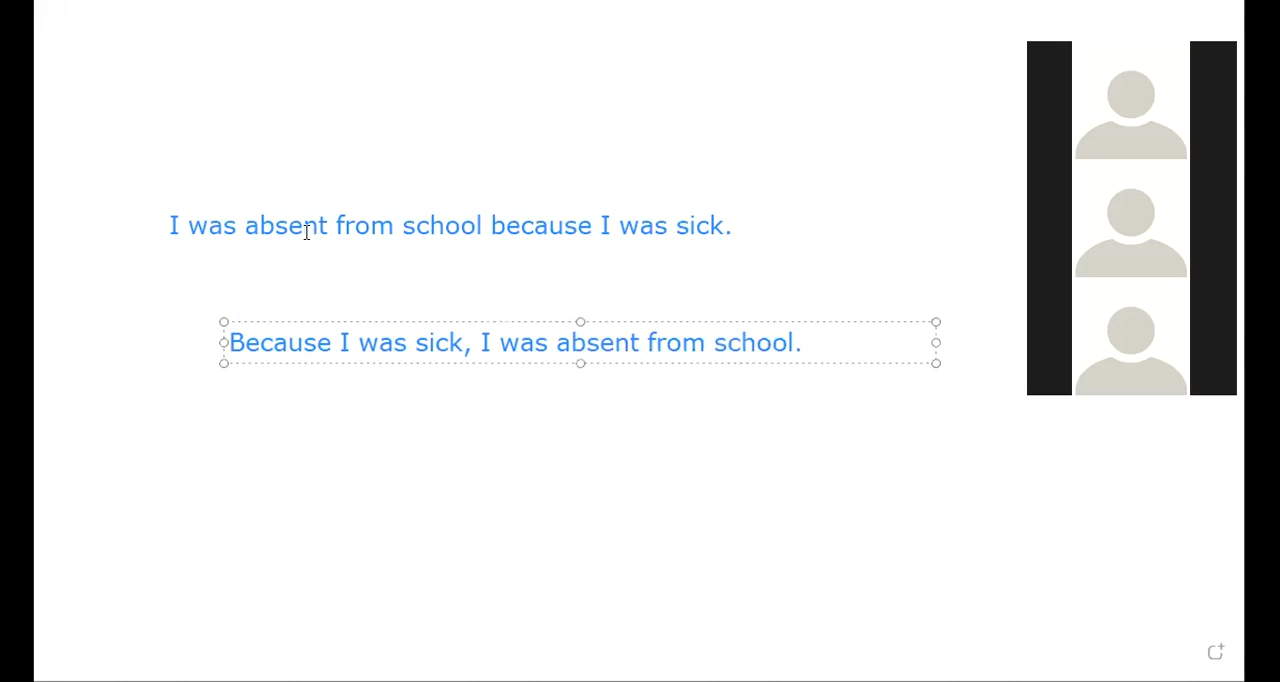 I was absent from school because I was sick.
Because I was sick, I was absent from school.